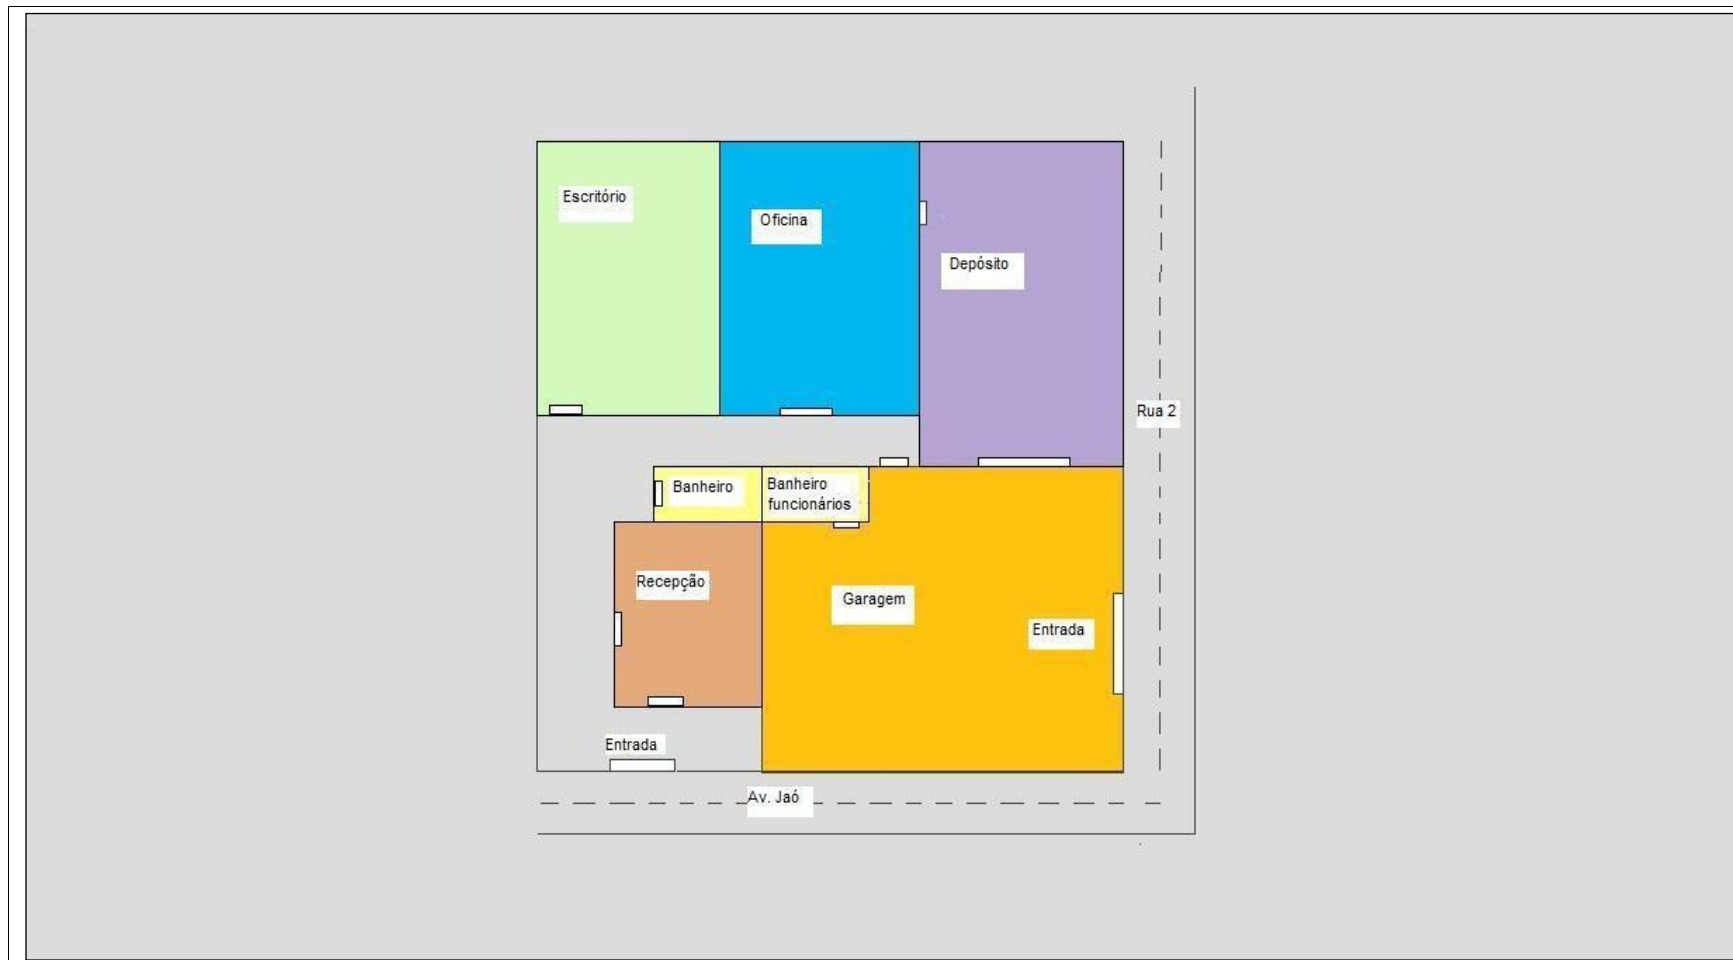 Escritório
Oficina
Depósito
Rua 2
Banheiro
Banheiro
funcionários
Recepção
Garagem
Entrada
Entrada
Av. Jaó